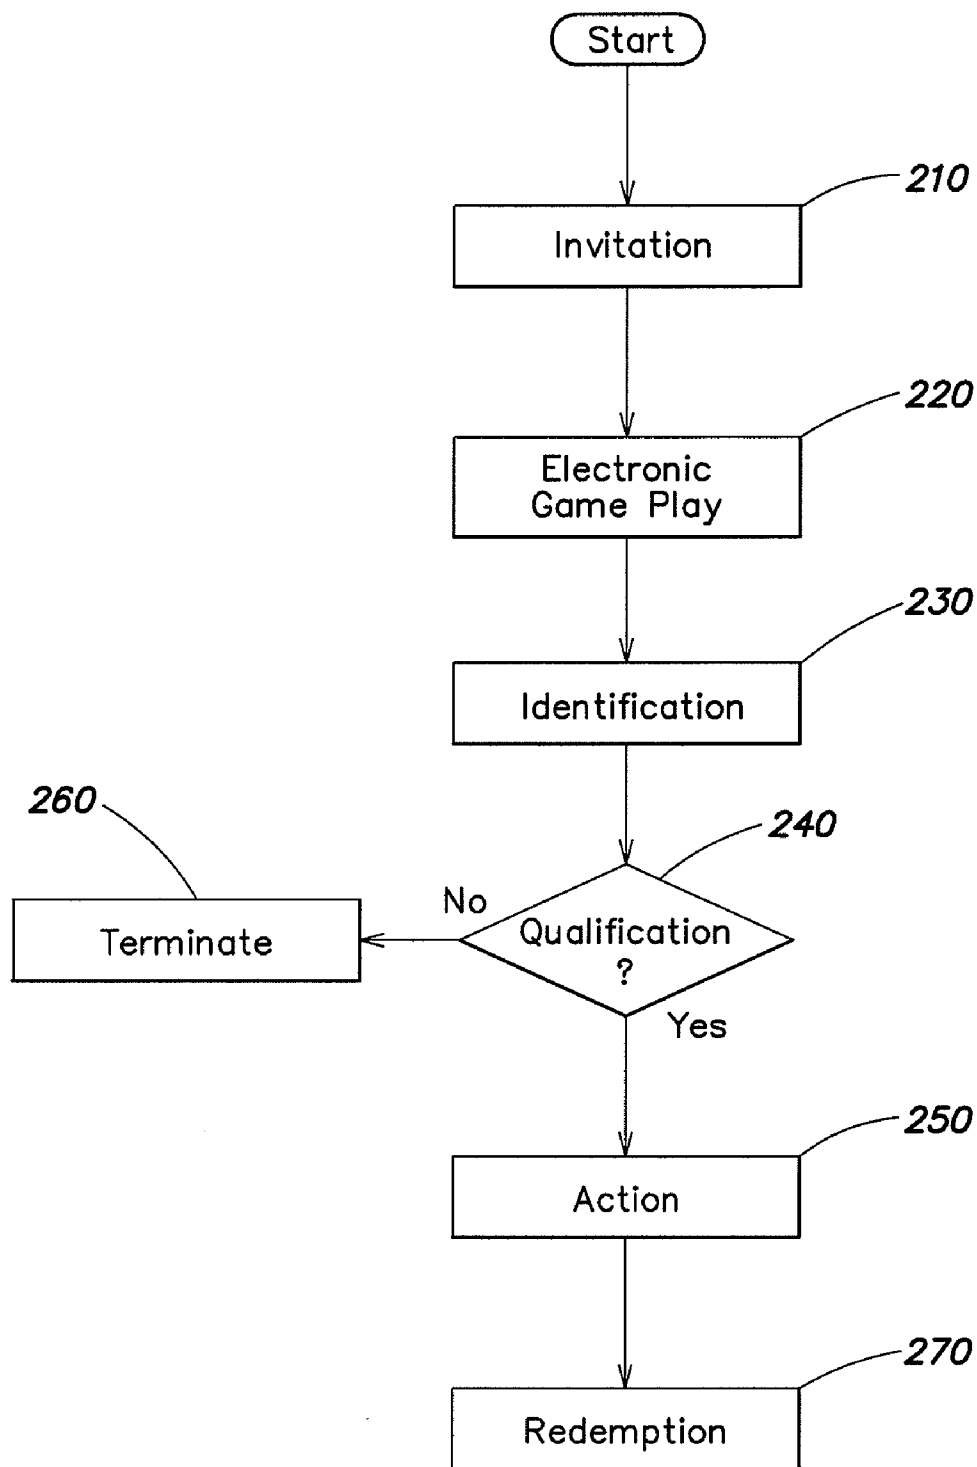 Start
210
Invitation
220
Electronic
Game Play
230
Identification
260
240
No
Terminate
Qualification
?
Yes
250
Action
270
Redemption